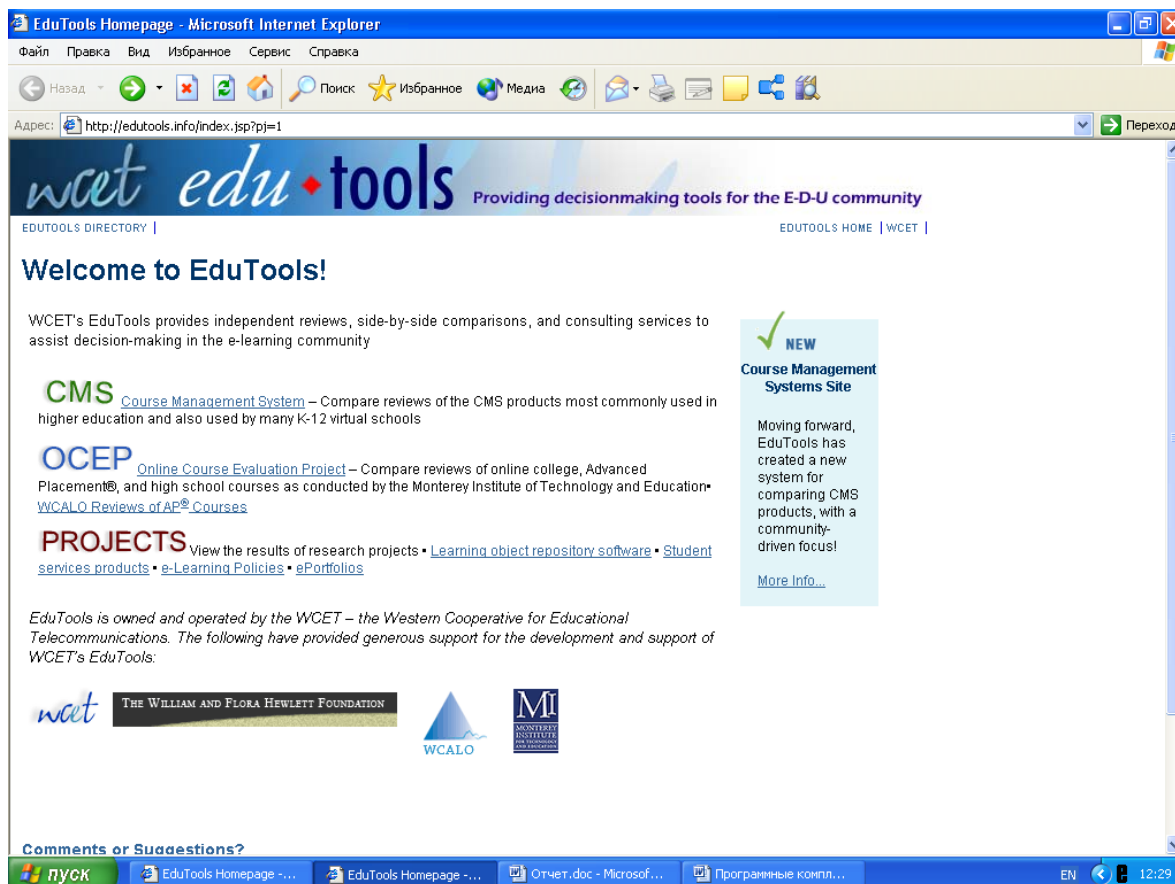 EduTools Homepage - Microsoft Internet Explorer
Файл Правка Вид Избранное Сервис Справка
Назад Поиск Избранное Медиа
Адрес: http://edutools.info/index.jsp?pj=1 Переход
wcet edu tools Providing decisionmaking tools for the E-D-U community
EDUTOOLS DIRECTORY | EDUTOOLS HOME | WCET |
Welcome to EduTools!
WCET's EduTools provides independent reviews, side-by-side comparisons, and consulting services to
assist decision-making in the e-learning community
CMS Course Management System – Compare reviews of the CMS products most commonly used in
higher education and also used by many K-12 virtual schools
OCEP Online Course Evaluation Project – Compare reviews of online college, Advanced
Placement®, and high school courses as conducted by the Monterey Institute of Technology and Education▪
WCALO Reviews of AP® Courses
PROJECTS View the results of research projects ▪ Learning object repository software ▪ Student
services products ▪ e-Learning Policies ▪ ePortfolios
EduTools is owned and operated by the WCET – the Western Cooperative for Educational
Telecommunications. The following have provided generous support for the development and support of
WCET's EduTools:
NEW
Course Management
Systems Site
Moving forward,
EduTools has
created a new
system for
comparing CMS
products, with a
community-
driven focus!
More Info...
wcet
THE WILLIAM AND FLORA HEWLETT FOUNDATION
WCALO
MI
MONTEREY
INSTITUTE
FOR TECHNOLOGY
AND EDUCATION
Comments or Suggestions?
пуск EduTools Homepage -... EduTools Homepage -... Отчет.doc - Microsof... Программные компл... EN 12:29